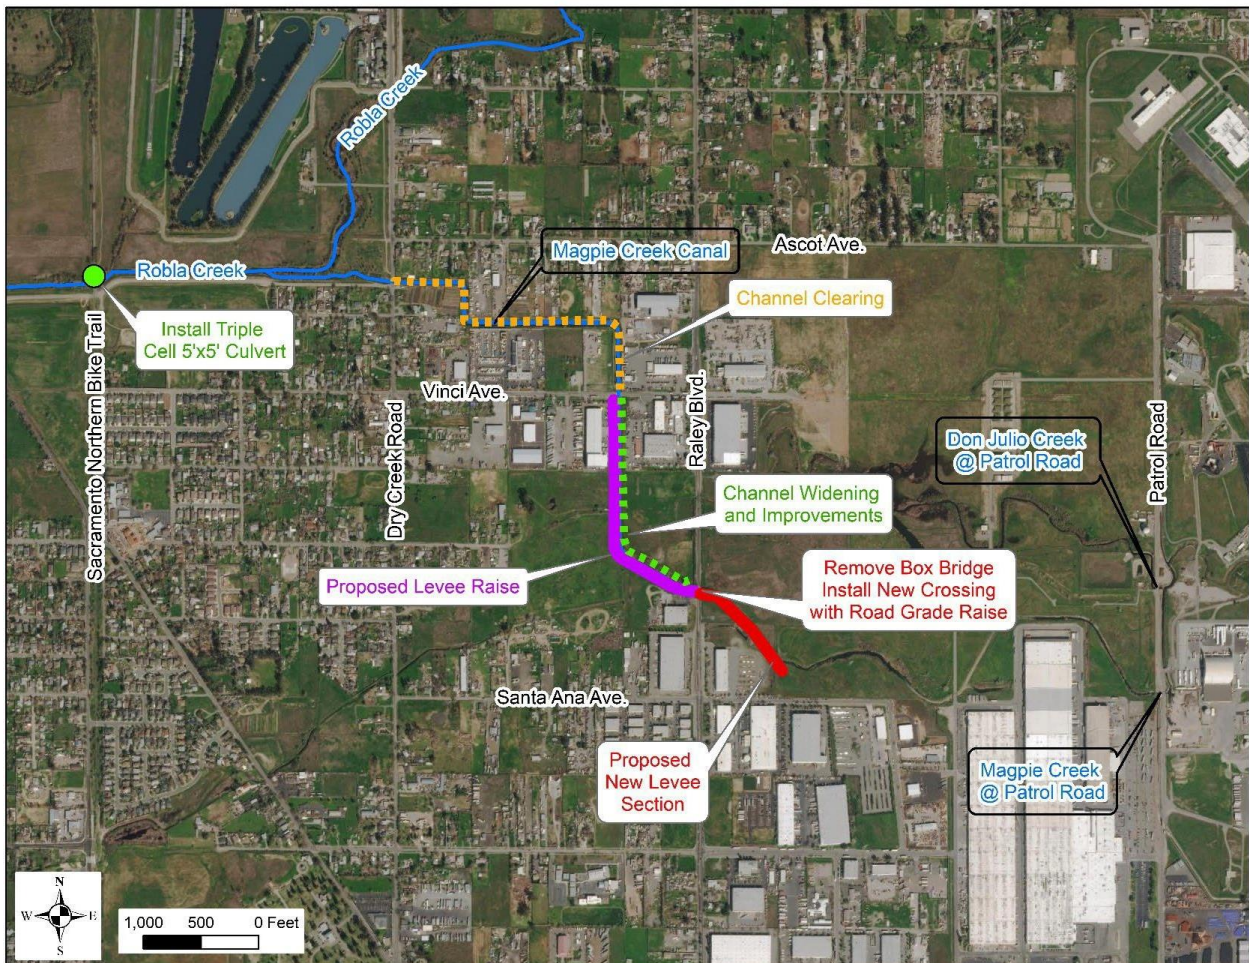 Robla Creek
Ascot Ave.
Magpie Creek Canal
Robla Creek
Channel Clearing
Install Triple
Cell 5'x5' Culvert
Sacramento Northern Bike Trail
Vinci Ave.
Dry Creek Road
Raley Blvd.
Patrol Road
Don Julio Creek
@ Patrol Road
Channel Widening
and Improvements
Proposed Levee Raise
Remove Box Bridge
Install New Crossing
with Road Grade Raise
Santa Ana Ave.
Proposed
New Levee
Section
Magpie Creek
@ Patrol Road
N
W
E
S
1,000 500 0 Feet